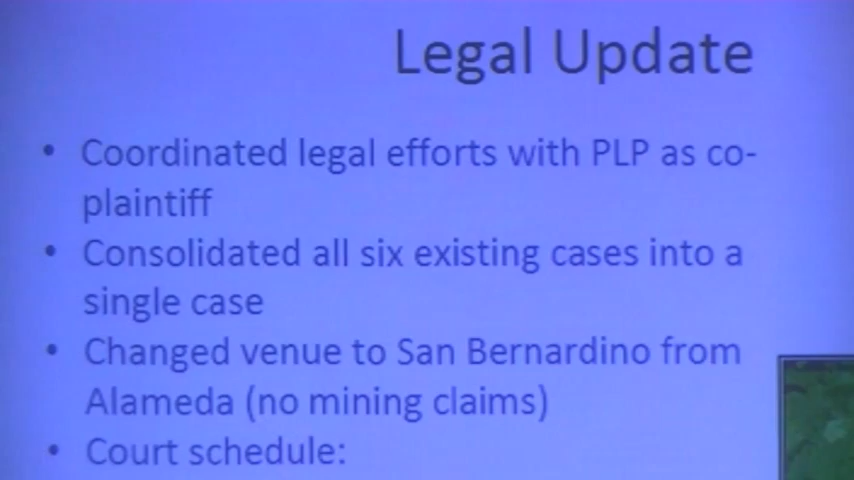 Legal Update
• Coordinated legal efforts with PLP as co-
plaintiff
• Consolidated all six existing cases into a
single case
• Changed venue to San Bernardino from
Alameda (no mining claims)
• Court schedule: